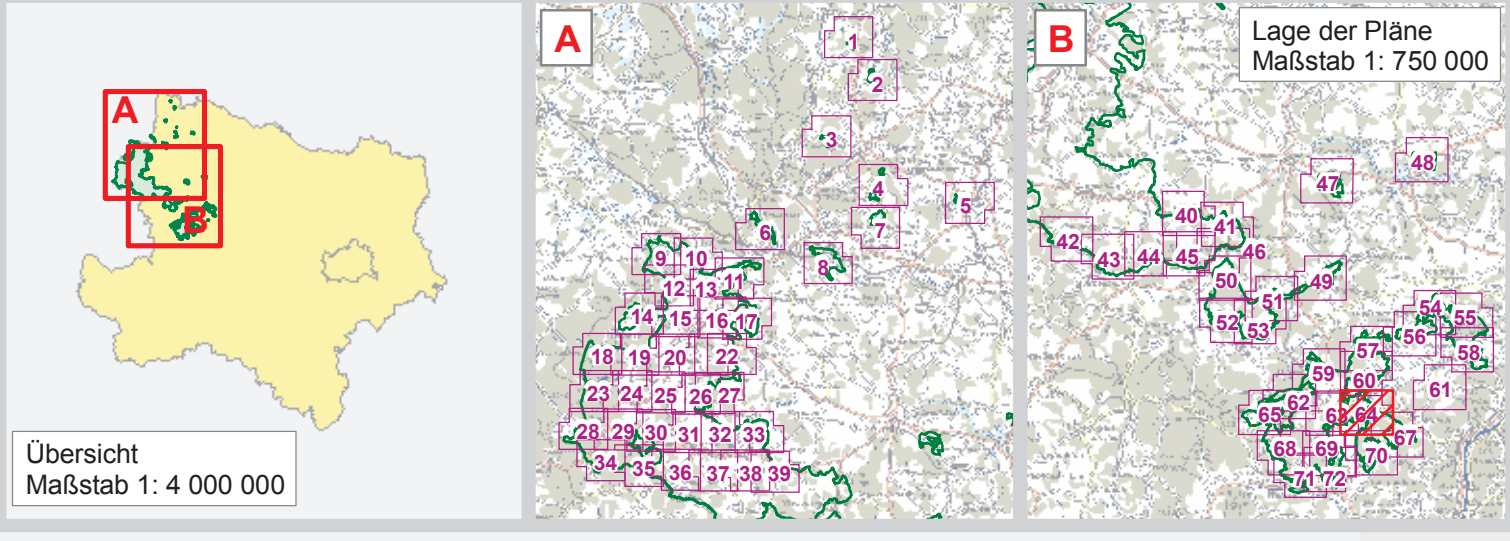 A
B
Übersicht
Maßstab 1: 4 000 000
A
1
2
3
4
5
6
7
8
9 10
11
12 13
14 15 16 17
18 19 20 22
23 24 25 26 27
28 29 30 31 32 33
34 35 36 37 38 39
B
Lage der Pläne
Maßstab 1: 750 000
48
47
40 41
42 43 44 45 46
50 49
51
52 53
54 55
56
57 58
59 60 61
62
65 63 64
67
68 69 70
71 72